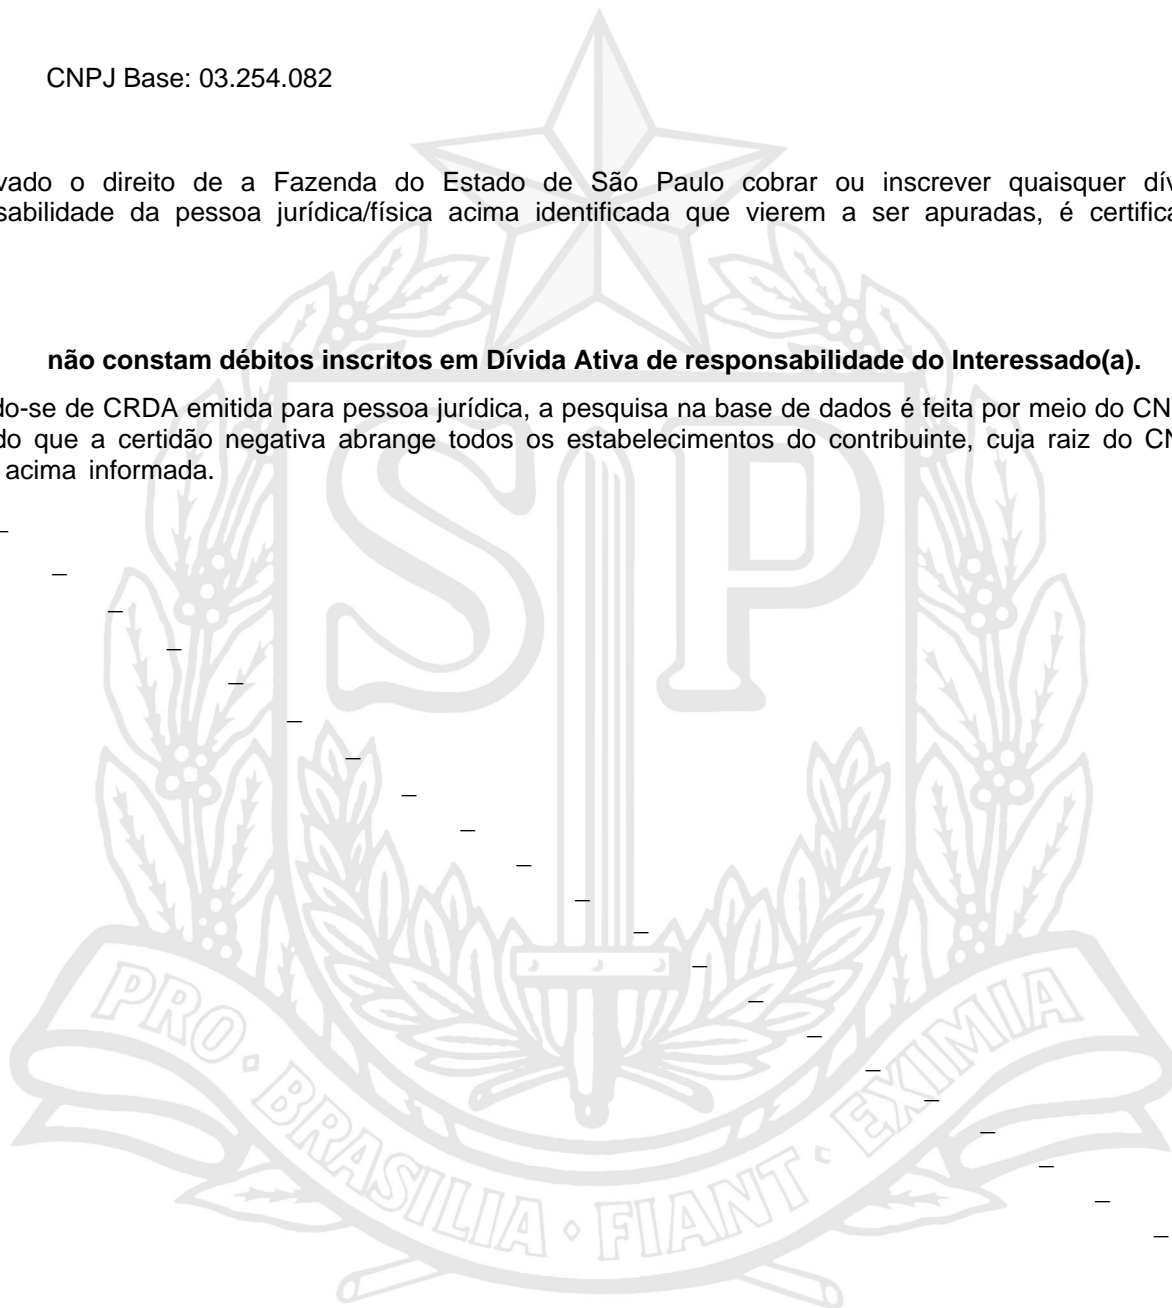 CNPJ Base: 03.254.082
vado o direito de a Fazenda do Estado de São Paulo cobrar ou inscrever quaisquer dív
sabilidade da pessoa jurídica/física acima identificada que vierem a ser apuradas, é certifica
não constam débitos inscritos em Dívida Ativa de responsabilidade do Interessado(a).
do-se de CRDA emitida para pessoa jurídica, a pesquisa na base de dados é feita por meio do CN
do que a certidão negativa abrange todos os estabelecimentos do contribuinte, cuja raiz do CN
acima informada.
SP
PRO • BRASILIA • FIANT • EXIMIA